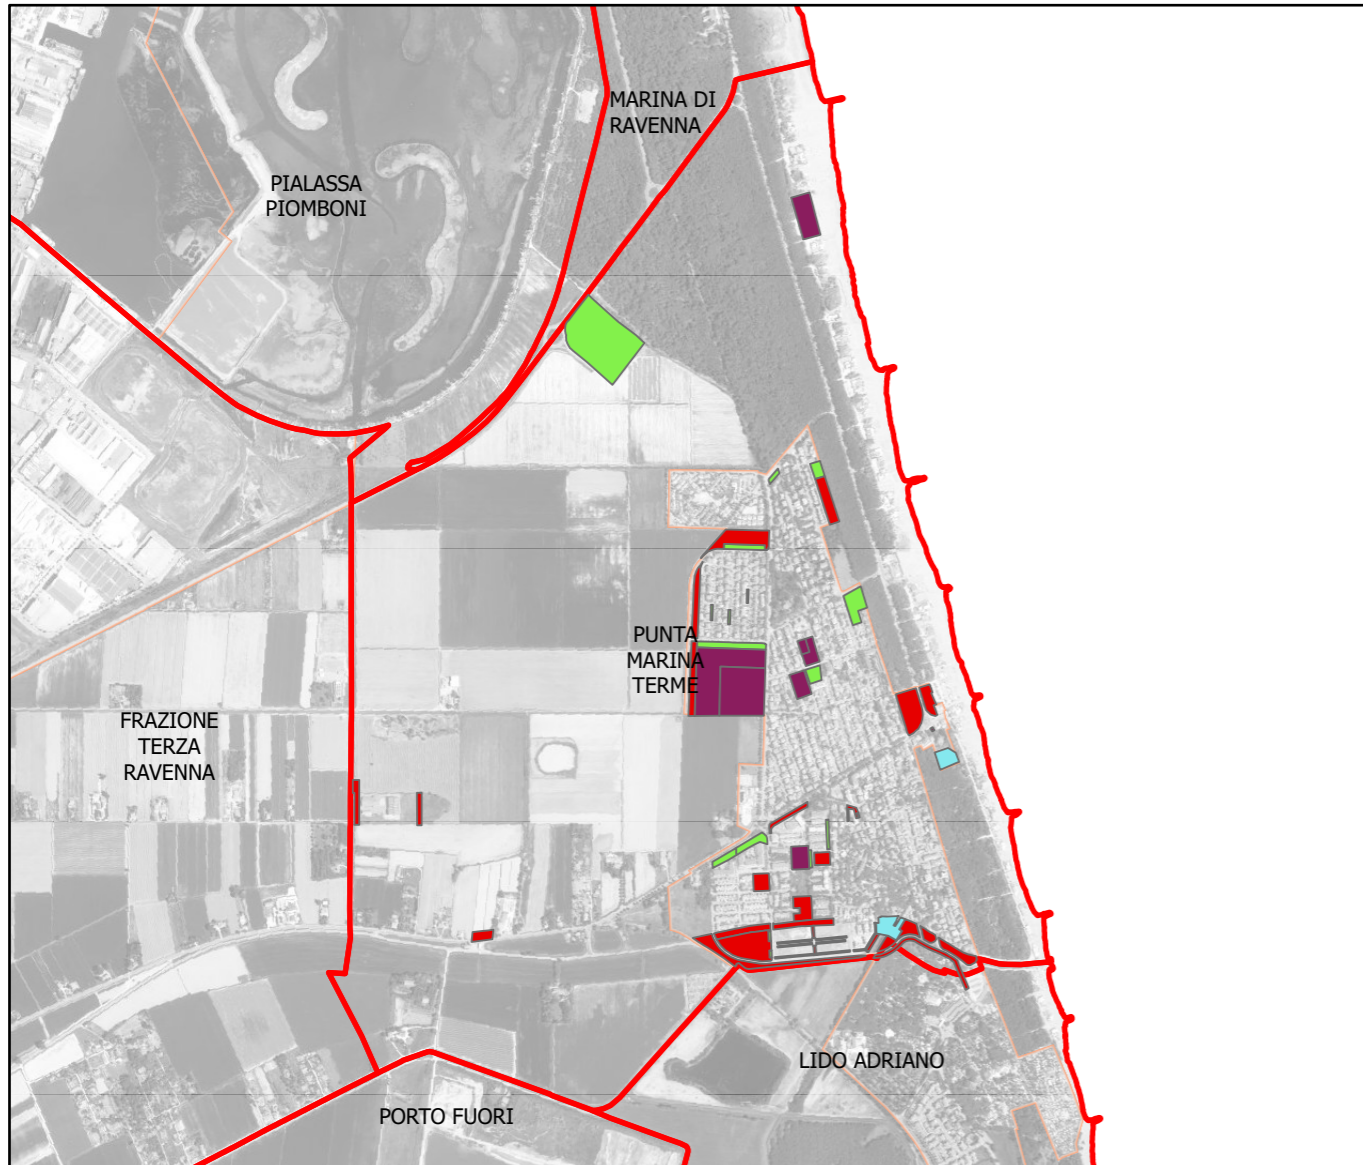 MARINA DI
RAVENNA
PIALASSA
PIOMBONI
PUNTA
MARINA
TERME
FRAZIONE
TERZA
RAVENNA
LIDO ADRIANO
PORTO FUORI